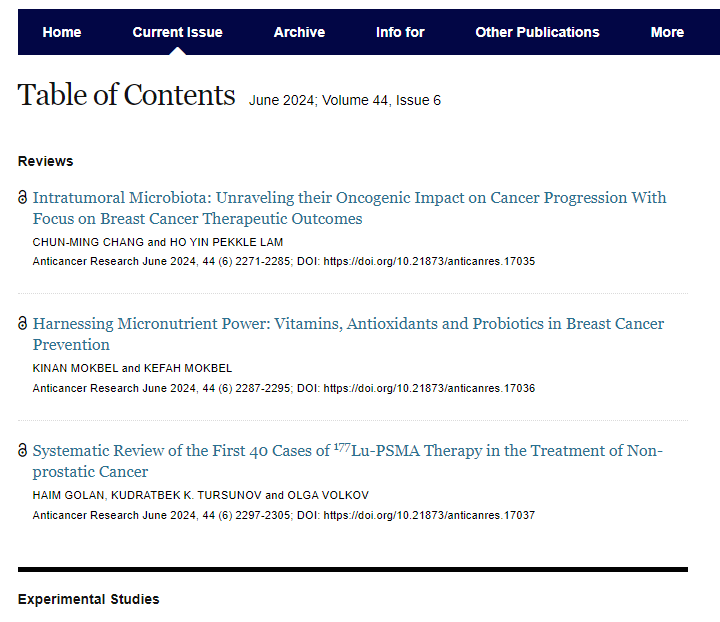 Home Current Issue Archive Info for Other Publications More
Table of Contents June 2024; Volume 44, Issue 6
Reviews
Intratumoral Microbiota: Unraveling their Oncogenic Impact on Cancer Progression With
Focus on Breast Cancer Therapeutic Outcomes
CHUN-MING CHANG and HO YIN PEKKLE LAM
Anticancer Research June 2024, 44 (6) 2271-2285; DOI: https://doi.org/10.21873/anticanres.17035
Harnessing Micronutrient Power: Vitamins, Antioxidants and Probiotics in Breast Cancer
Prevention
KINAN MOKBEL and KEFAH MOKBEL
Anticancer Research June 2024, 44 (6) 2287-2295; DOI: https://doi.org/10.21873/anticanres.17036
Systematic Review of the First 40 Cases of ¹⁷⁷Lu-PSMA Therapy in the Treatment of Non-
prostatic Cancer
HAIM GOLAN, KUDRATBEK K. TURSUNOV and OLGA VOLKOV
Anticancer Research June 2024, 44 (6) 2297-2305; DOI: https://doi.org/10.21873/anticanres.17037
Experimental Studies